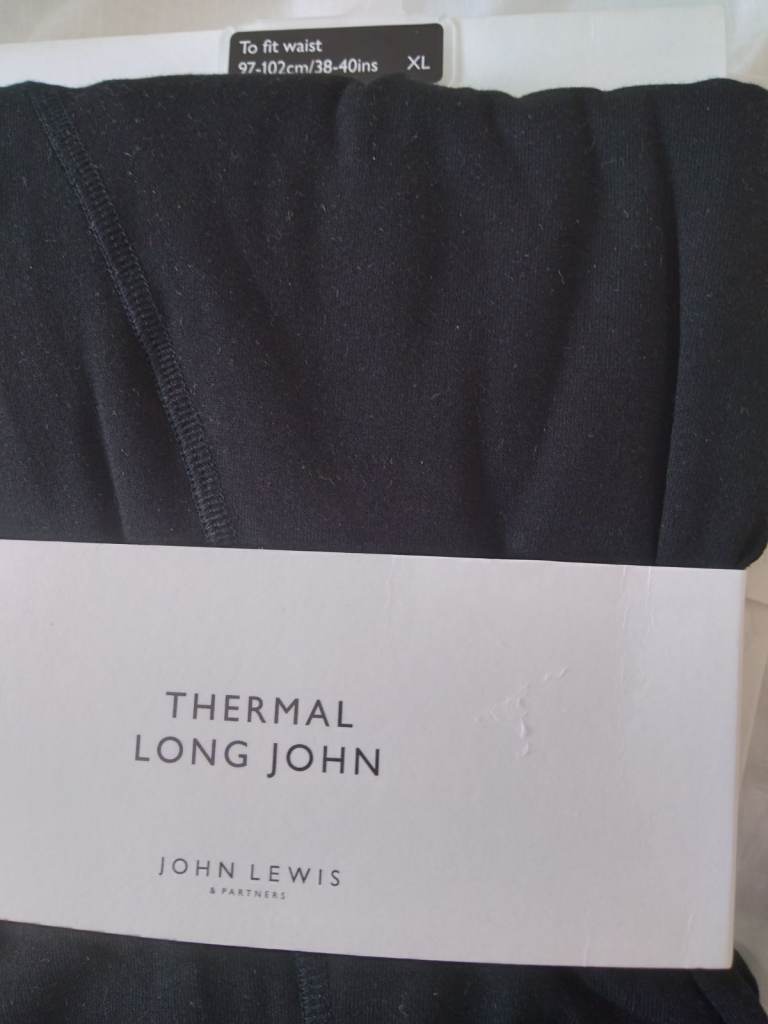 To fit waist
97-102cm/38-40ins XL
THERMAL
LONG JOHN
JOHN LEWIS
& PARTNERS